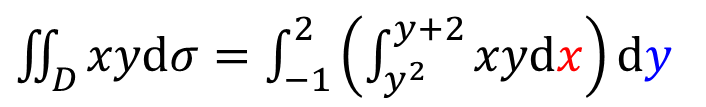 ∬_D xydσ = ∫_{-1}^{2} (∫_{y^2}^{y+2} xydx) dy